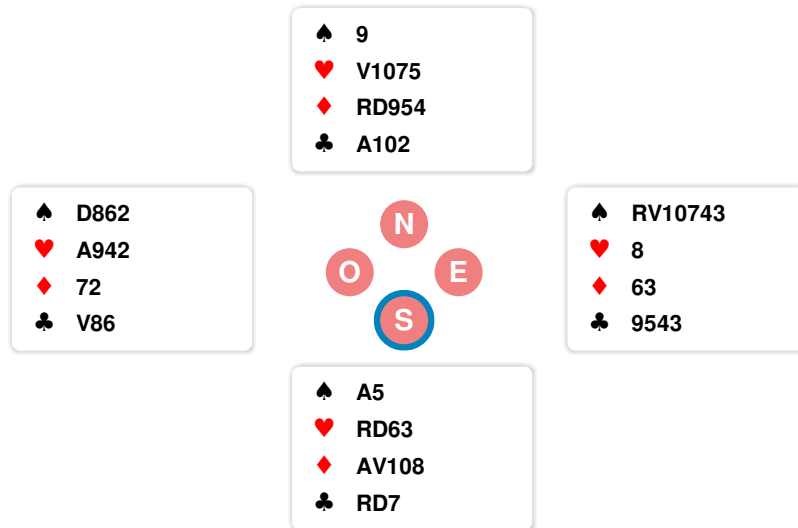 ♠ 9
♥ V1075
♦ RD954
♣ A102
♠ D862
♥ A942
♦ 72
♣ V86
N
O E
S
♠ RV10743
♥ 8
♦ 63
♣ 9543
♠ A5
♥ RD63
♦ AV108
♣ RD7